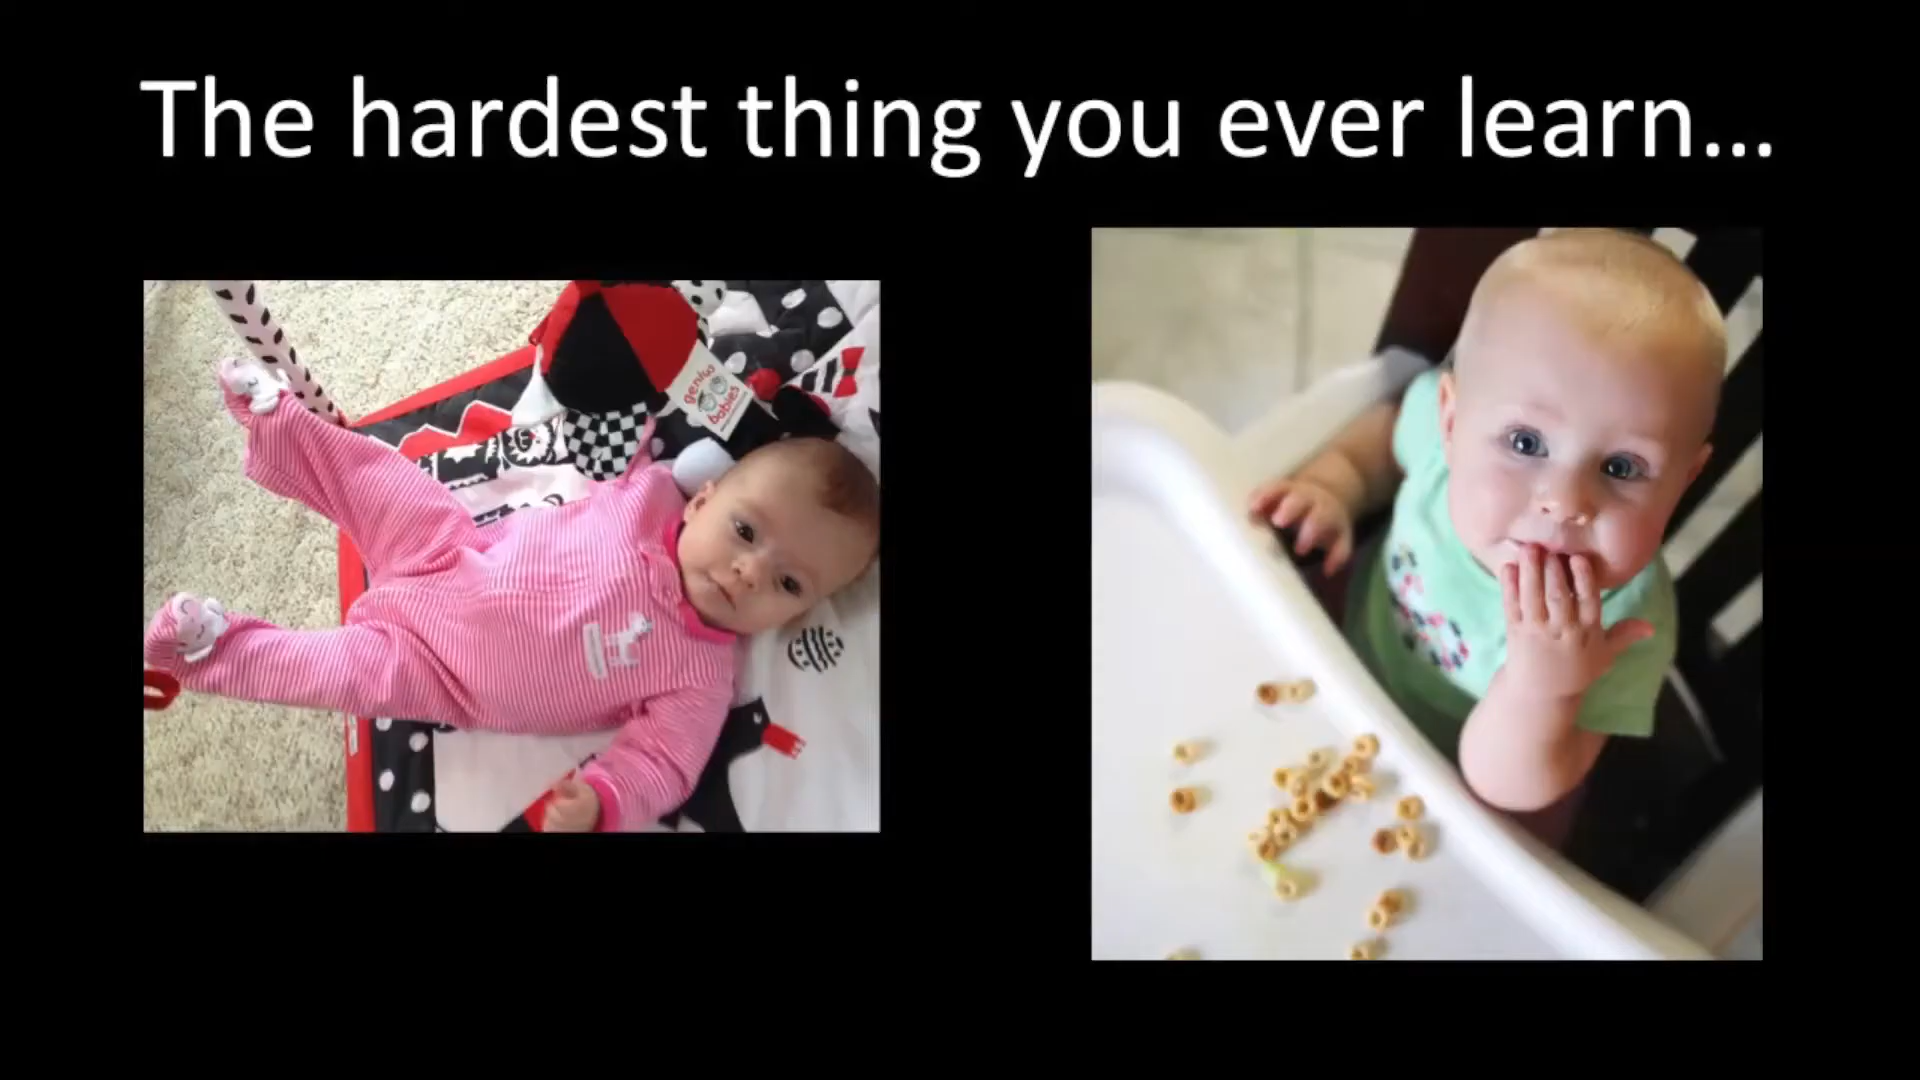 The hardest thing you ever learn...
genius
babies